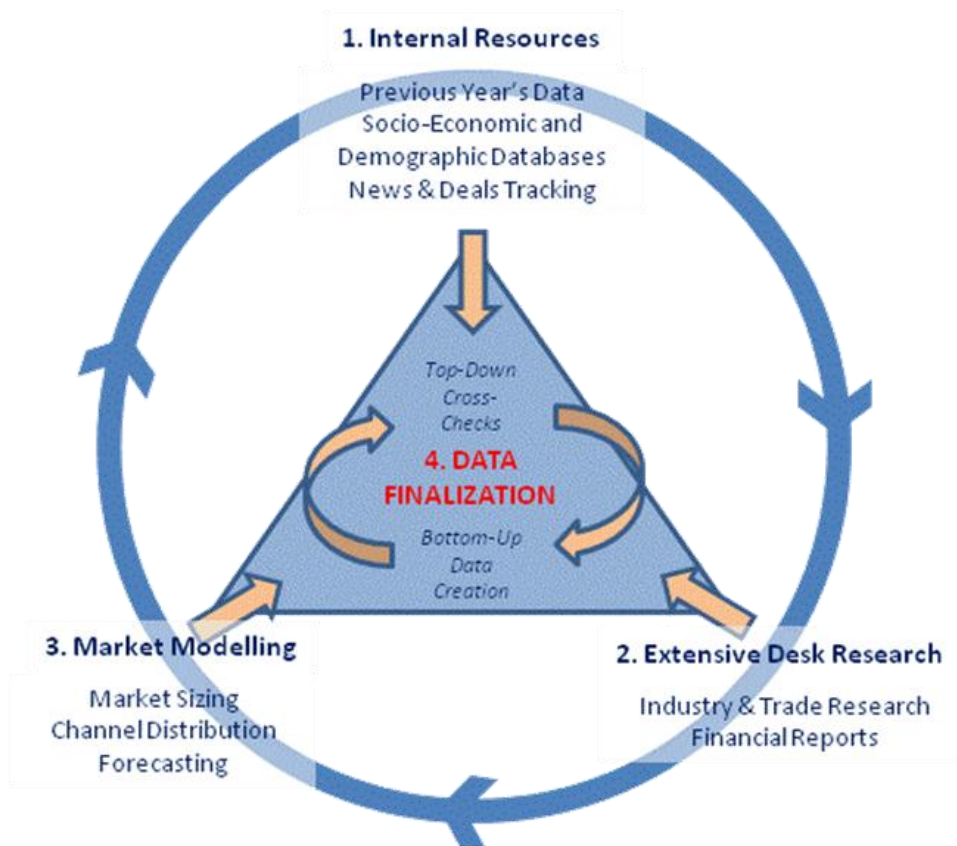 1. Internal Resources
Previous Year's Data
Socio-Economic and
Demographic Databases
News & Deals Tracking
Top-Down
Cross-
Checks
4. DATA
FINALIZATION
Bottom-Up
Data
Creation
3. Market Modelling
Market Sizing
Channel Distribution
Forecasting
2. Extensive Desk Research
Industry & Trade Research
Financial Reports